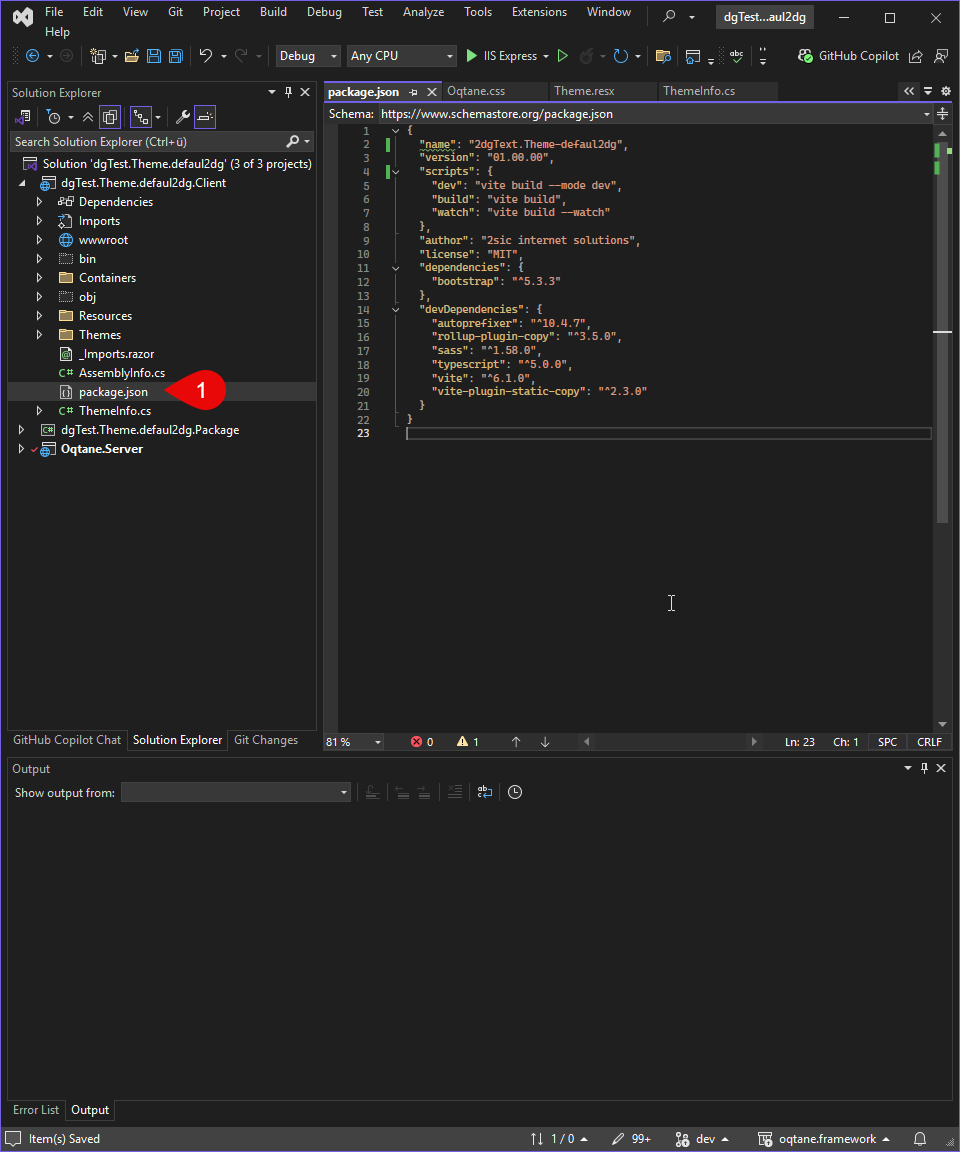 File Edit View Git Project Build Debug Test Analyze Tools Extensions Window dgTest...aul2dg
Help
Debug Any CPU IIS Express GitHub Copilot
Solution Explorer
Search Solution Explorer (Ctrl+ü)
Solution 'dgTest.Theme.defaul2dg' (3 of 3 projects)
dgTest.Theme.defaul2dg.Client
Dependencies
Imports
wwwroot
bin
Containers
obj
Resources
Themes
_Imports.razor
C# AssemblyInfo.cs
package.json
1
C# ThemeInfo.cs
dgTest.Theme.defaul2dg.Package
Oqtane.Server
GitHub Copilot Chat Solution Explorer Git Changes
package.json Oqtane.css Theme.resx ThemeInfo.cs
Schema: https://www.schemastore.org/package.json
1 {
2 "name": "2dgText.Theme-defaul2dg",
3 "version": "01.00.00",
4 "scripts": {
5 "dev": "vite build --mode dev",
6 "build": "vite build",
7 "watch": "vite build --watch"
8 },
9 "author": "2sic internet solutions",
10 "license": "MIT",
11 "dependencies": {
12 "bootstrap": "^5.3.3"
13 },
14 "devDependencies": {
15 "autoprefixer": "^10.4.7",
16 "rollup-plugin-copy": "^3.5.0",
17 "sass": "^1.58.0",
18 "typescript": "^5.0.0",
19 "vite": "^6.1.0",
20 "vite-plugin-static-copy": "^2.3.0"
21 }
22 }
23
81 % 0 1 Ln: 23 Ch: 1 SPC CRLF
Output
Show output from:
Error List Output
Item(s) Saved 1 / 0 99+ dev oqtane.framework